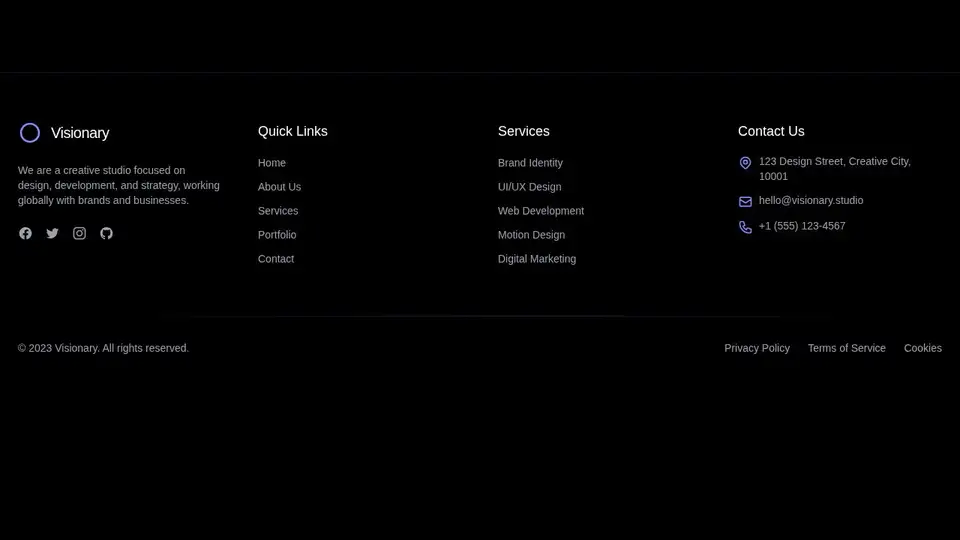 Visionary
We are a creative studio focused on
design, development, and strategy, working
globally with brands and businesses.
Quick Links
Home
About Us
Services
Portfolio
Contact
Services
Brand Identity
UI/UX Design
Web Development
Motion Design
Digital Marketing
Contact Us
123 Design Street, Creative City,
10001
hello@visionary.studio
+1 (555) 123-4567
© 2023 Visionary. All rights reserved.
Privacy Policy
Terms of Service
Cookies